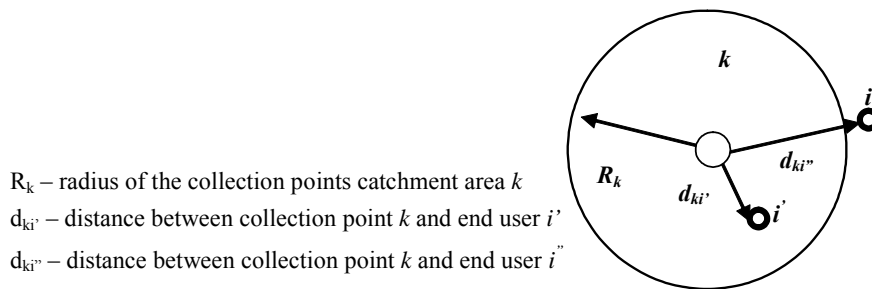 k
i
d_ki''
R_k
d_ki'
i'
R_k – radius of the collection points catchment area k
d_ki' – distance between collection point k and end user i'
d_ki'' – distance between collection point k and end user i''